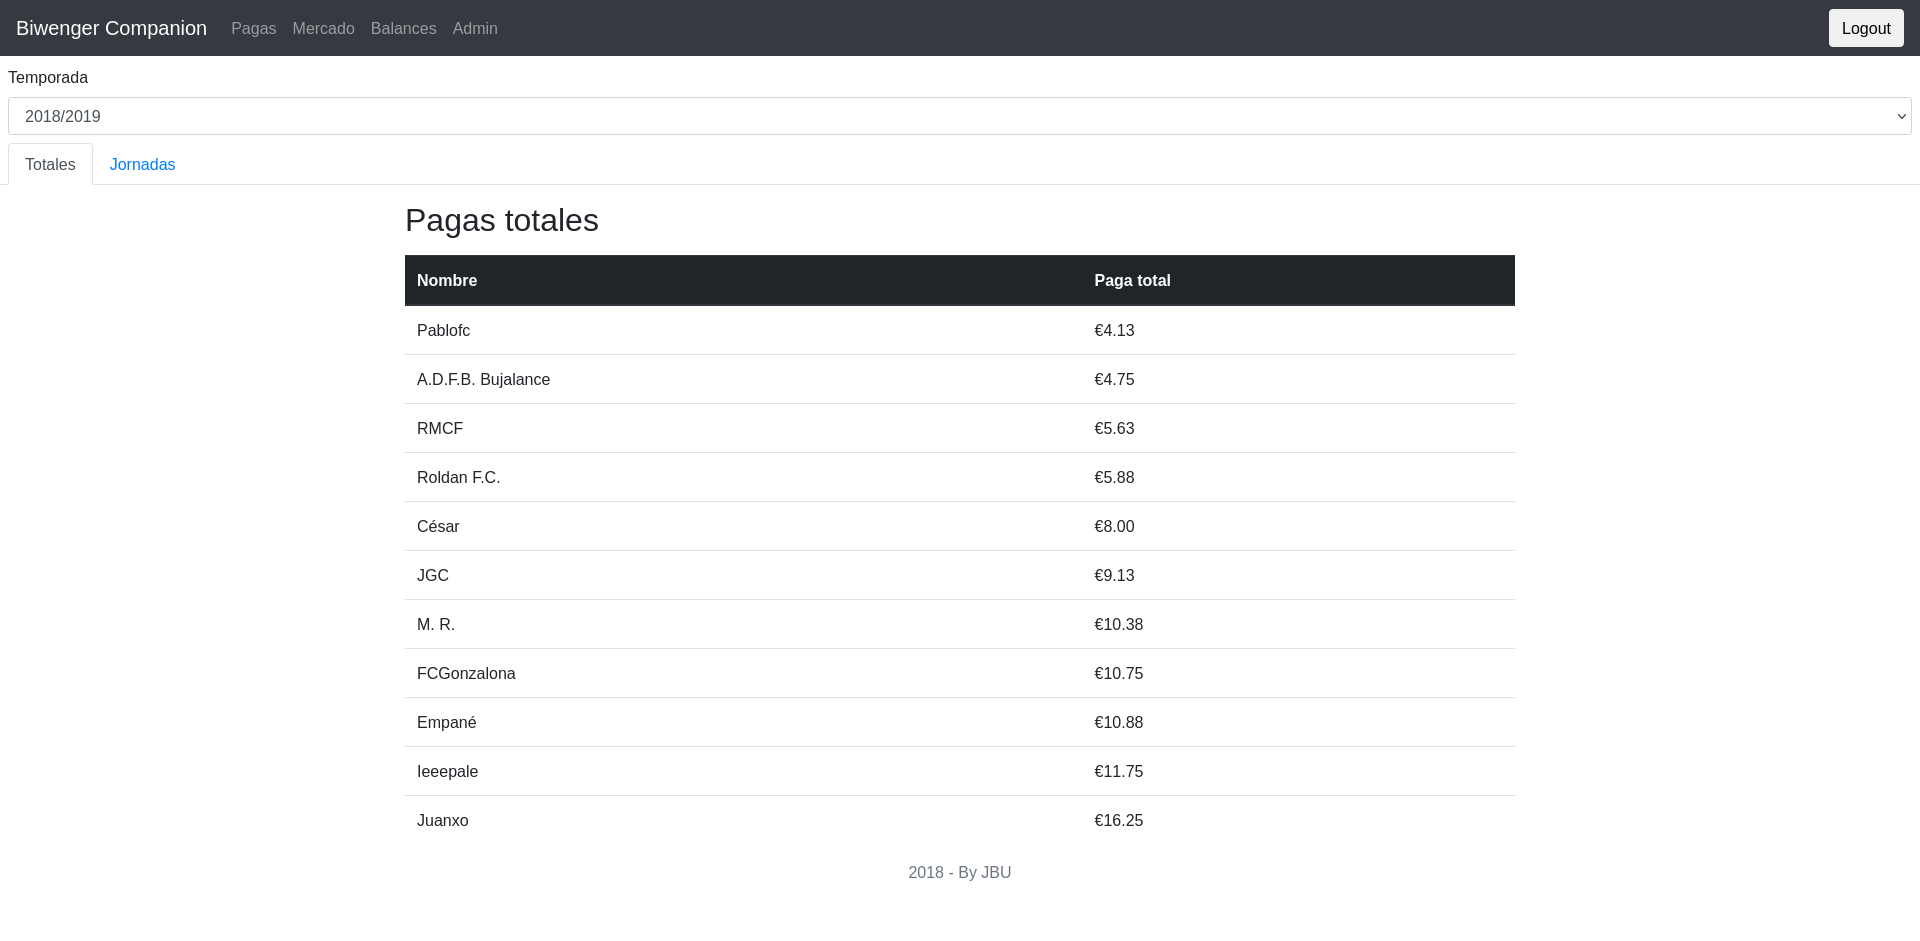 Biwenger Companion Pagas Mercado Balances Admin Logout
Temporada
2018/2019
Totales Jornadas
Pagas totales
Nombre Paga total
Pablofc €4.13
A.D.F.B. Bujalance €4.75
RMCF €5.63
Roldan F.C. €5.88
César €8.00
JGC €9.13
M. R. €10.38
FCGonzalona €10.75
Empané €10.88
Ieeepale €11.75
Juanxo €16.25
2018 - By JBU